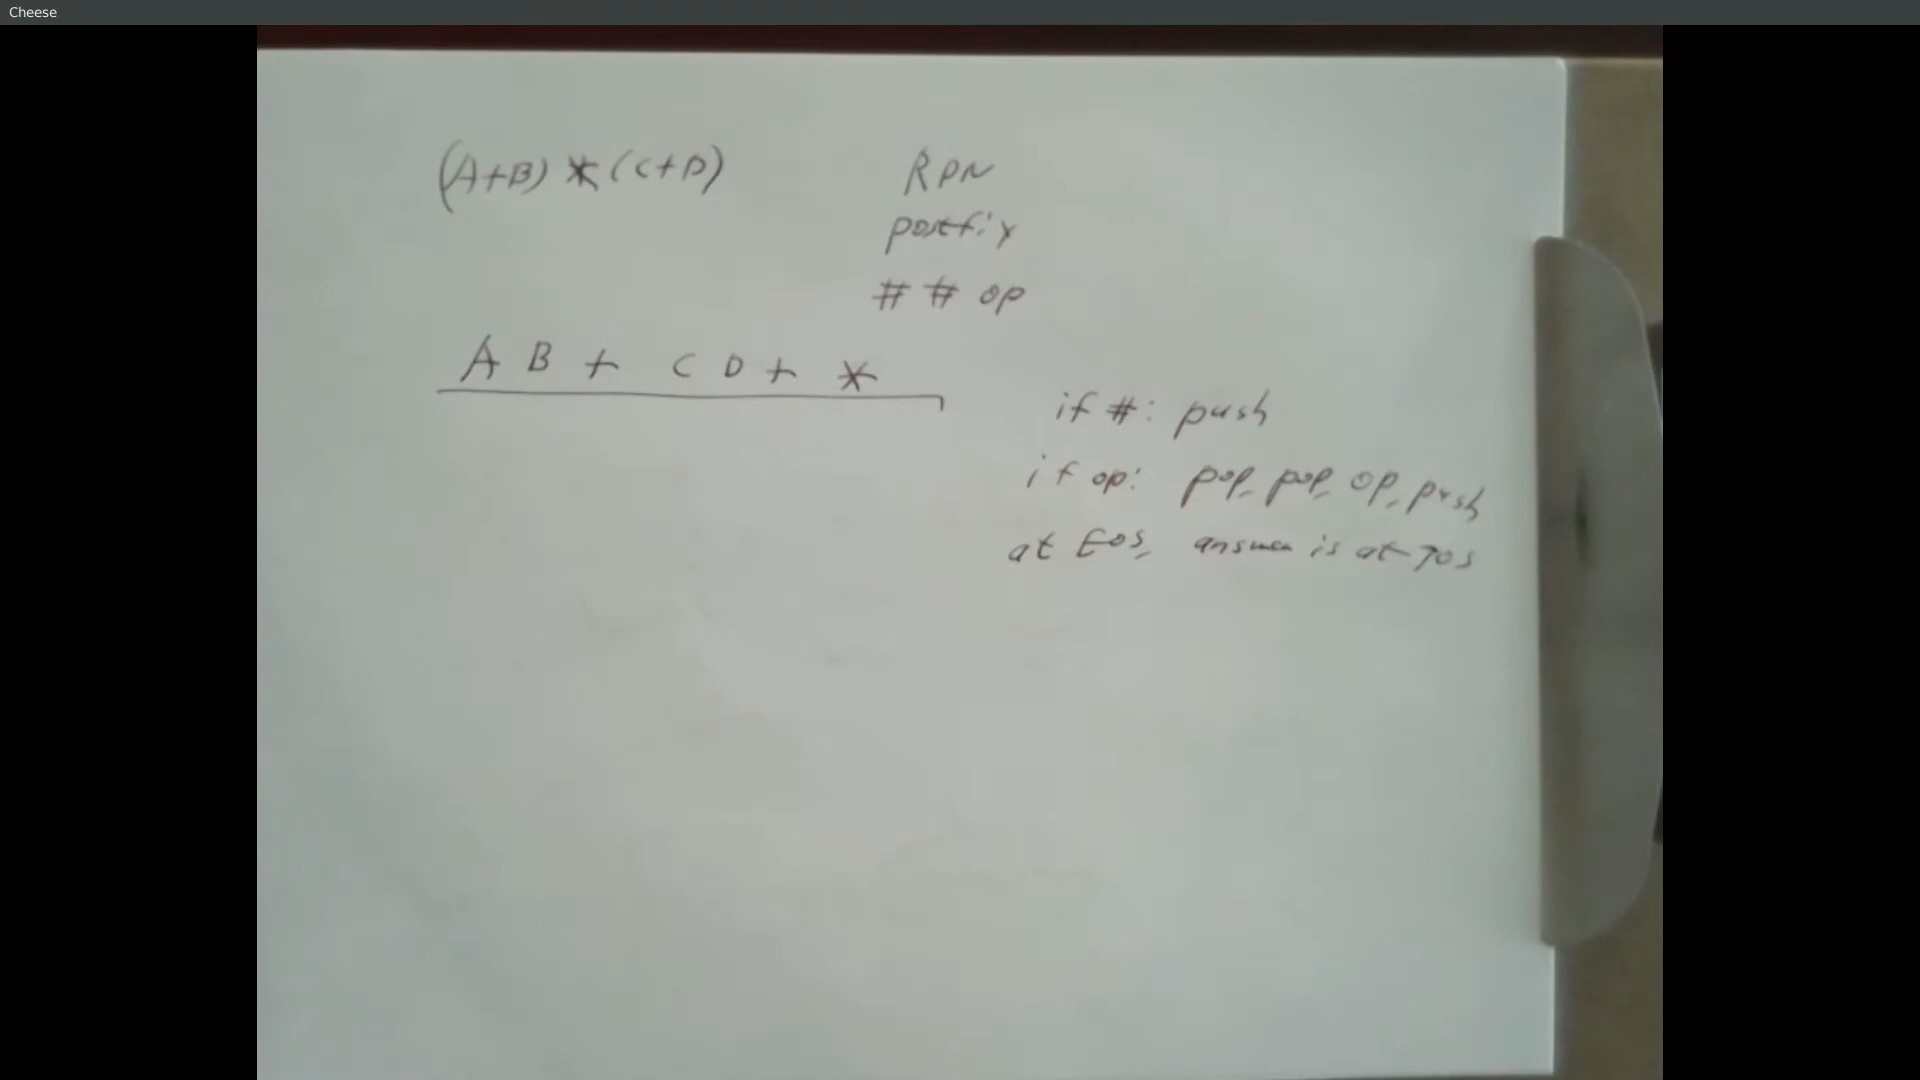 Cheese
(A+B) * (C+D)
RPN
postfix
# # op
A B + C D + *
if #: push
if op: pop, pop, op, push
at EOS, answer is at TOS